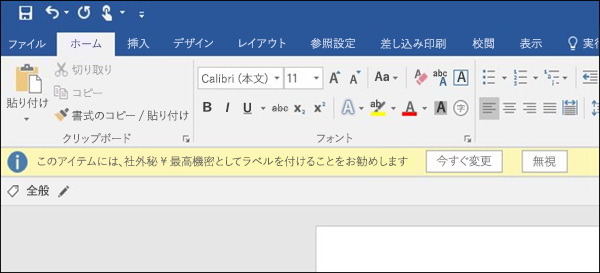 ファイル ホーム 挿入 デザイン レイアウト 参照設定 差し込み印刷 校閲 表示 実行
貼り付け
切り取り
コピー
書式のコピー / 貼り付け
クリップボード
Calibri (本文) 11 A A Aa abc A A
B I U abc x₂ x² A ab A A 字
フォント
このアイテムには、社外秘 ¥ 最高機密としてラベルを付けることをお勧めします 今すぐ変更 無視
全般